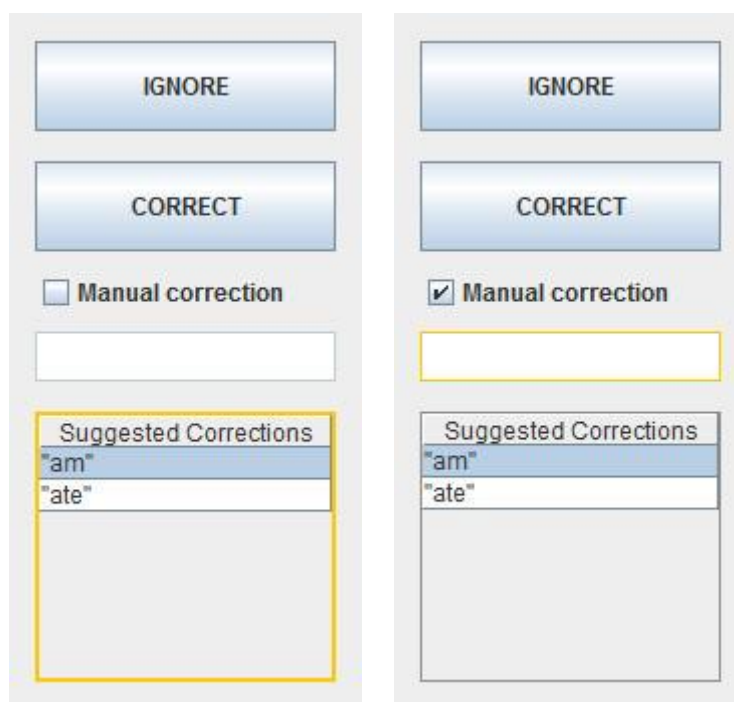 IGNORE
CORRECT
Manual correction
Suggested Corrections
"am"
"ate"
IGNORE
CORRECT
Manual correction
Suggested Corrections
"am"
"ate"